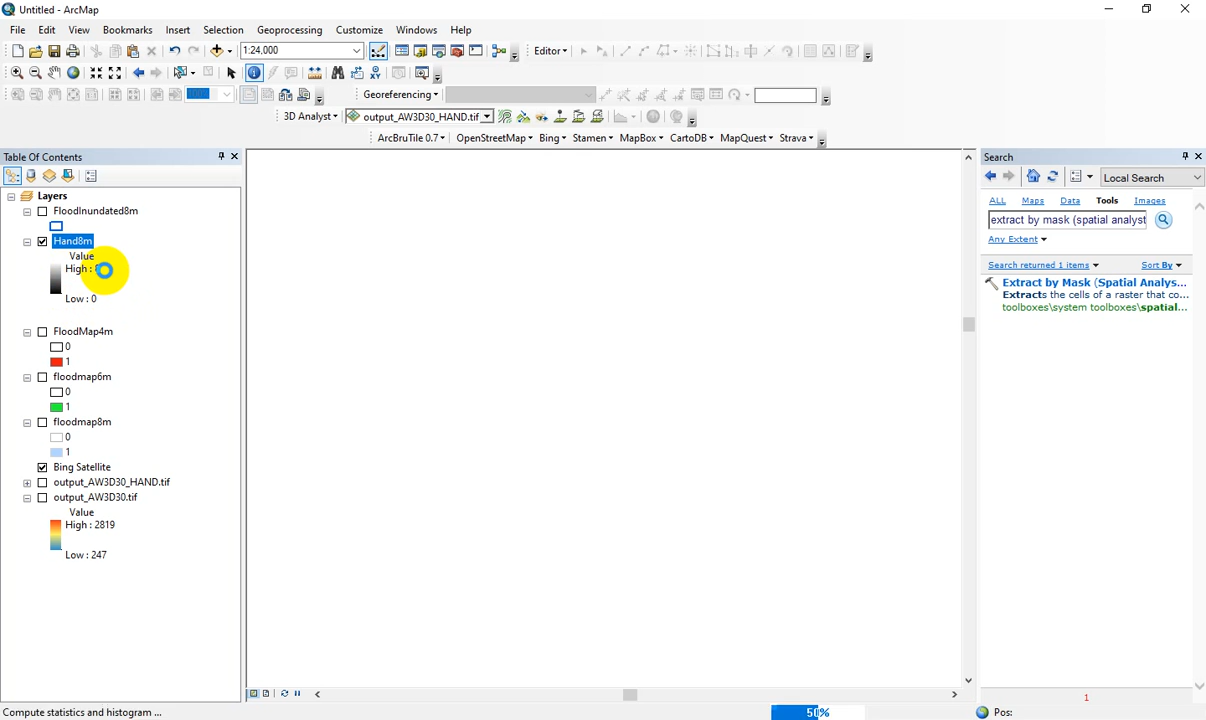 Untitled - ArcMap
File Edit View Bookmarks Insert Selection Geoprocessing Customize Windows Help
1:24,000 Editor
Georeferencing
3D Analyst output_AW3D30_HAND.tif
ArcBruTile 0.7 OpenStreetMap Bing Stamen MapBox CartoDB MapQuest Strava
Table Of Contents
Layers
FloodInundated8m
Hand8m
Value
High :
Low : 0
FloodMap4m
0
1
floodmap6m
0
1
floodmap8m
0
1
Bing Satellite
output_AW3D30_HAND.tif
output_AW3D30.tif
Value
High : 2819
Low : 247
Search
Local Search
ALL Maps Data Tools Images
extract by mask (spatial analyst
Any Extent
Search returned 1 items Sort By
Extract by Mask (Spatial Analys...
Extracts the cells of a raster that co...
toolboxes\system toolboxes\spatial...
1
Compute statistics and histogram ...
50%
Pos: